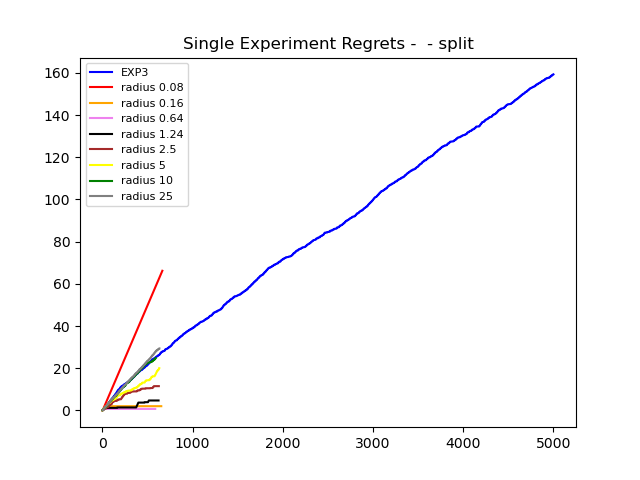 Single Experiment Regrets -  - split
160
140
120
100
80
60
40
20
0
EXP3
radius 0.08
radius 0.16
radius 0.64
radius 1.24
radius 2.5
radius 5
radius 10
radius 25
0 1000 2000 3000 4000 5000